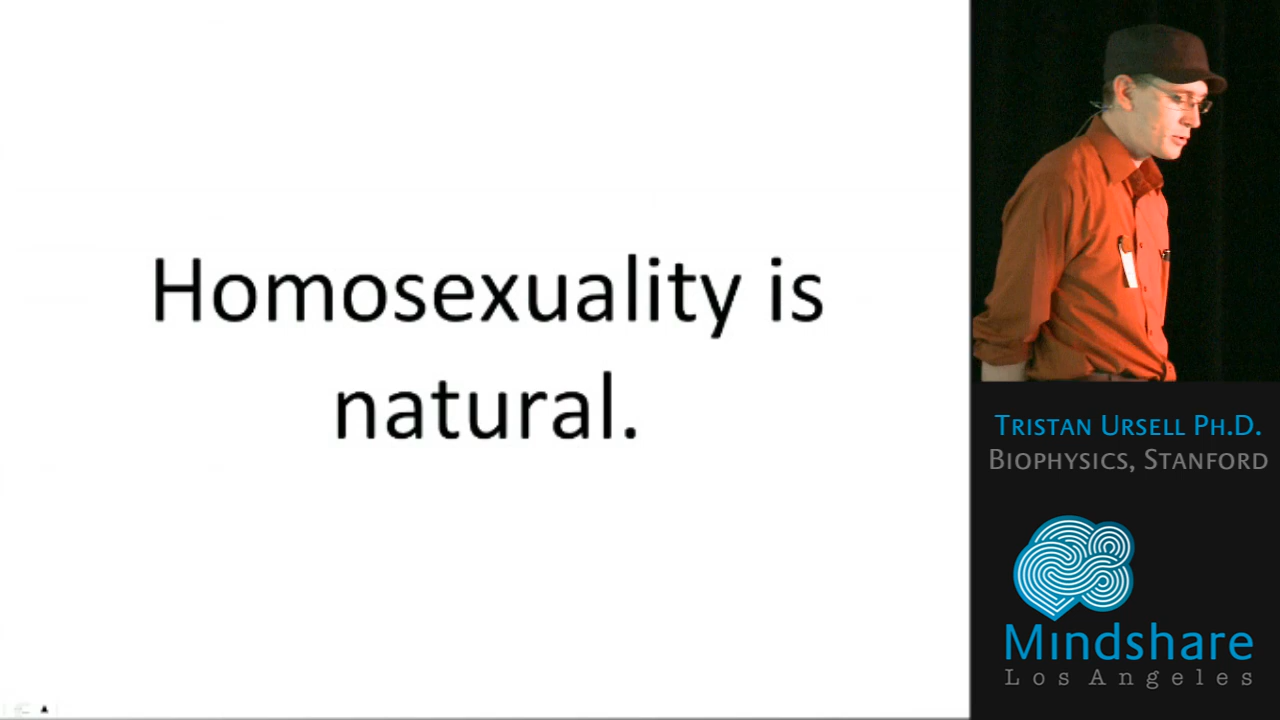 Homosexuality is
natural.
Tristan Ursell Ph.D.
Biophysics, Stanford
Mindshare
Los Angeles